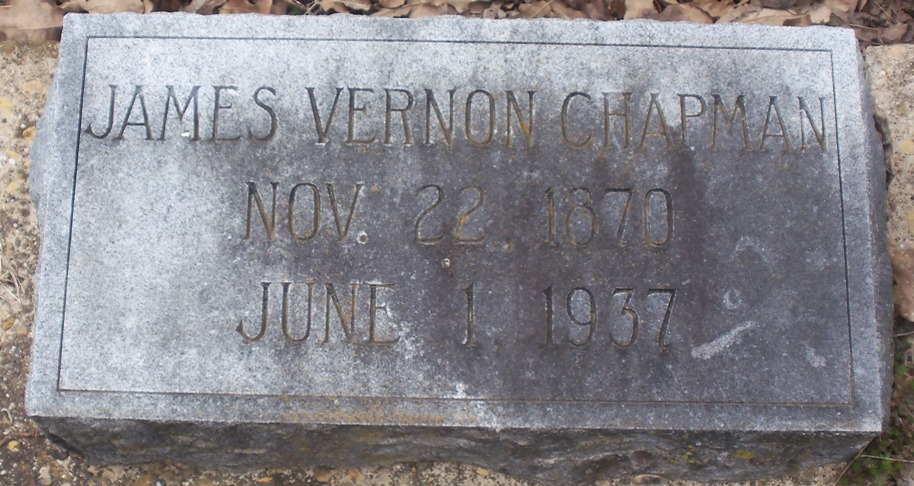 JAMES VERNON CHAPMAN
NOV. 22, 1870
JUNE 1, 1937